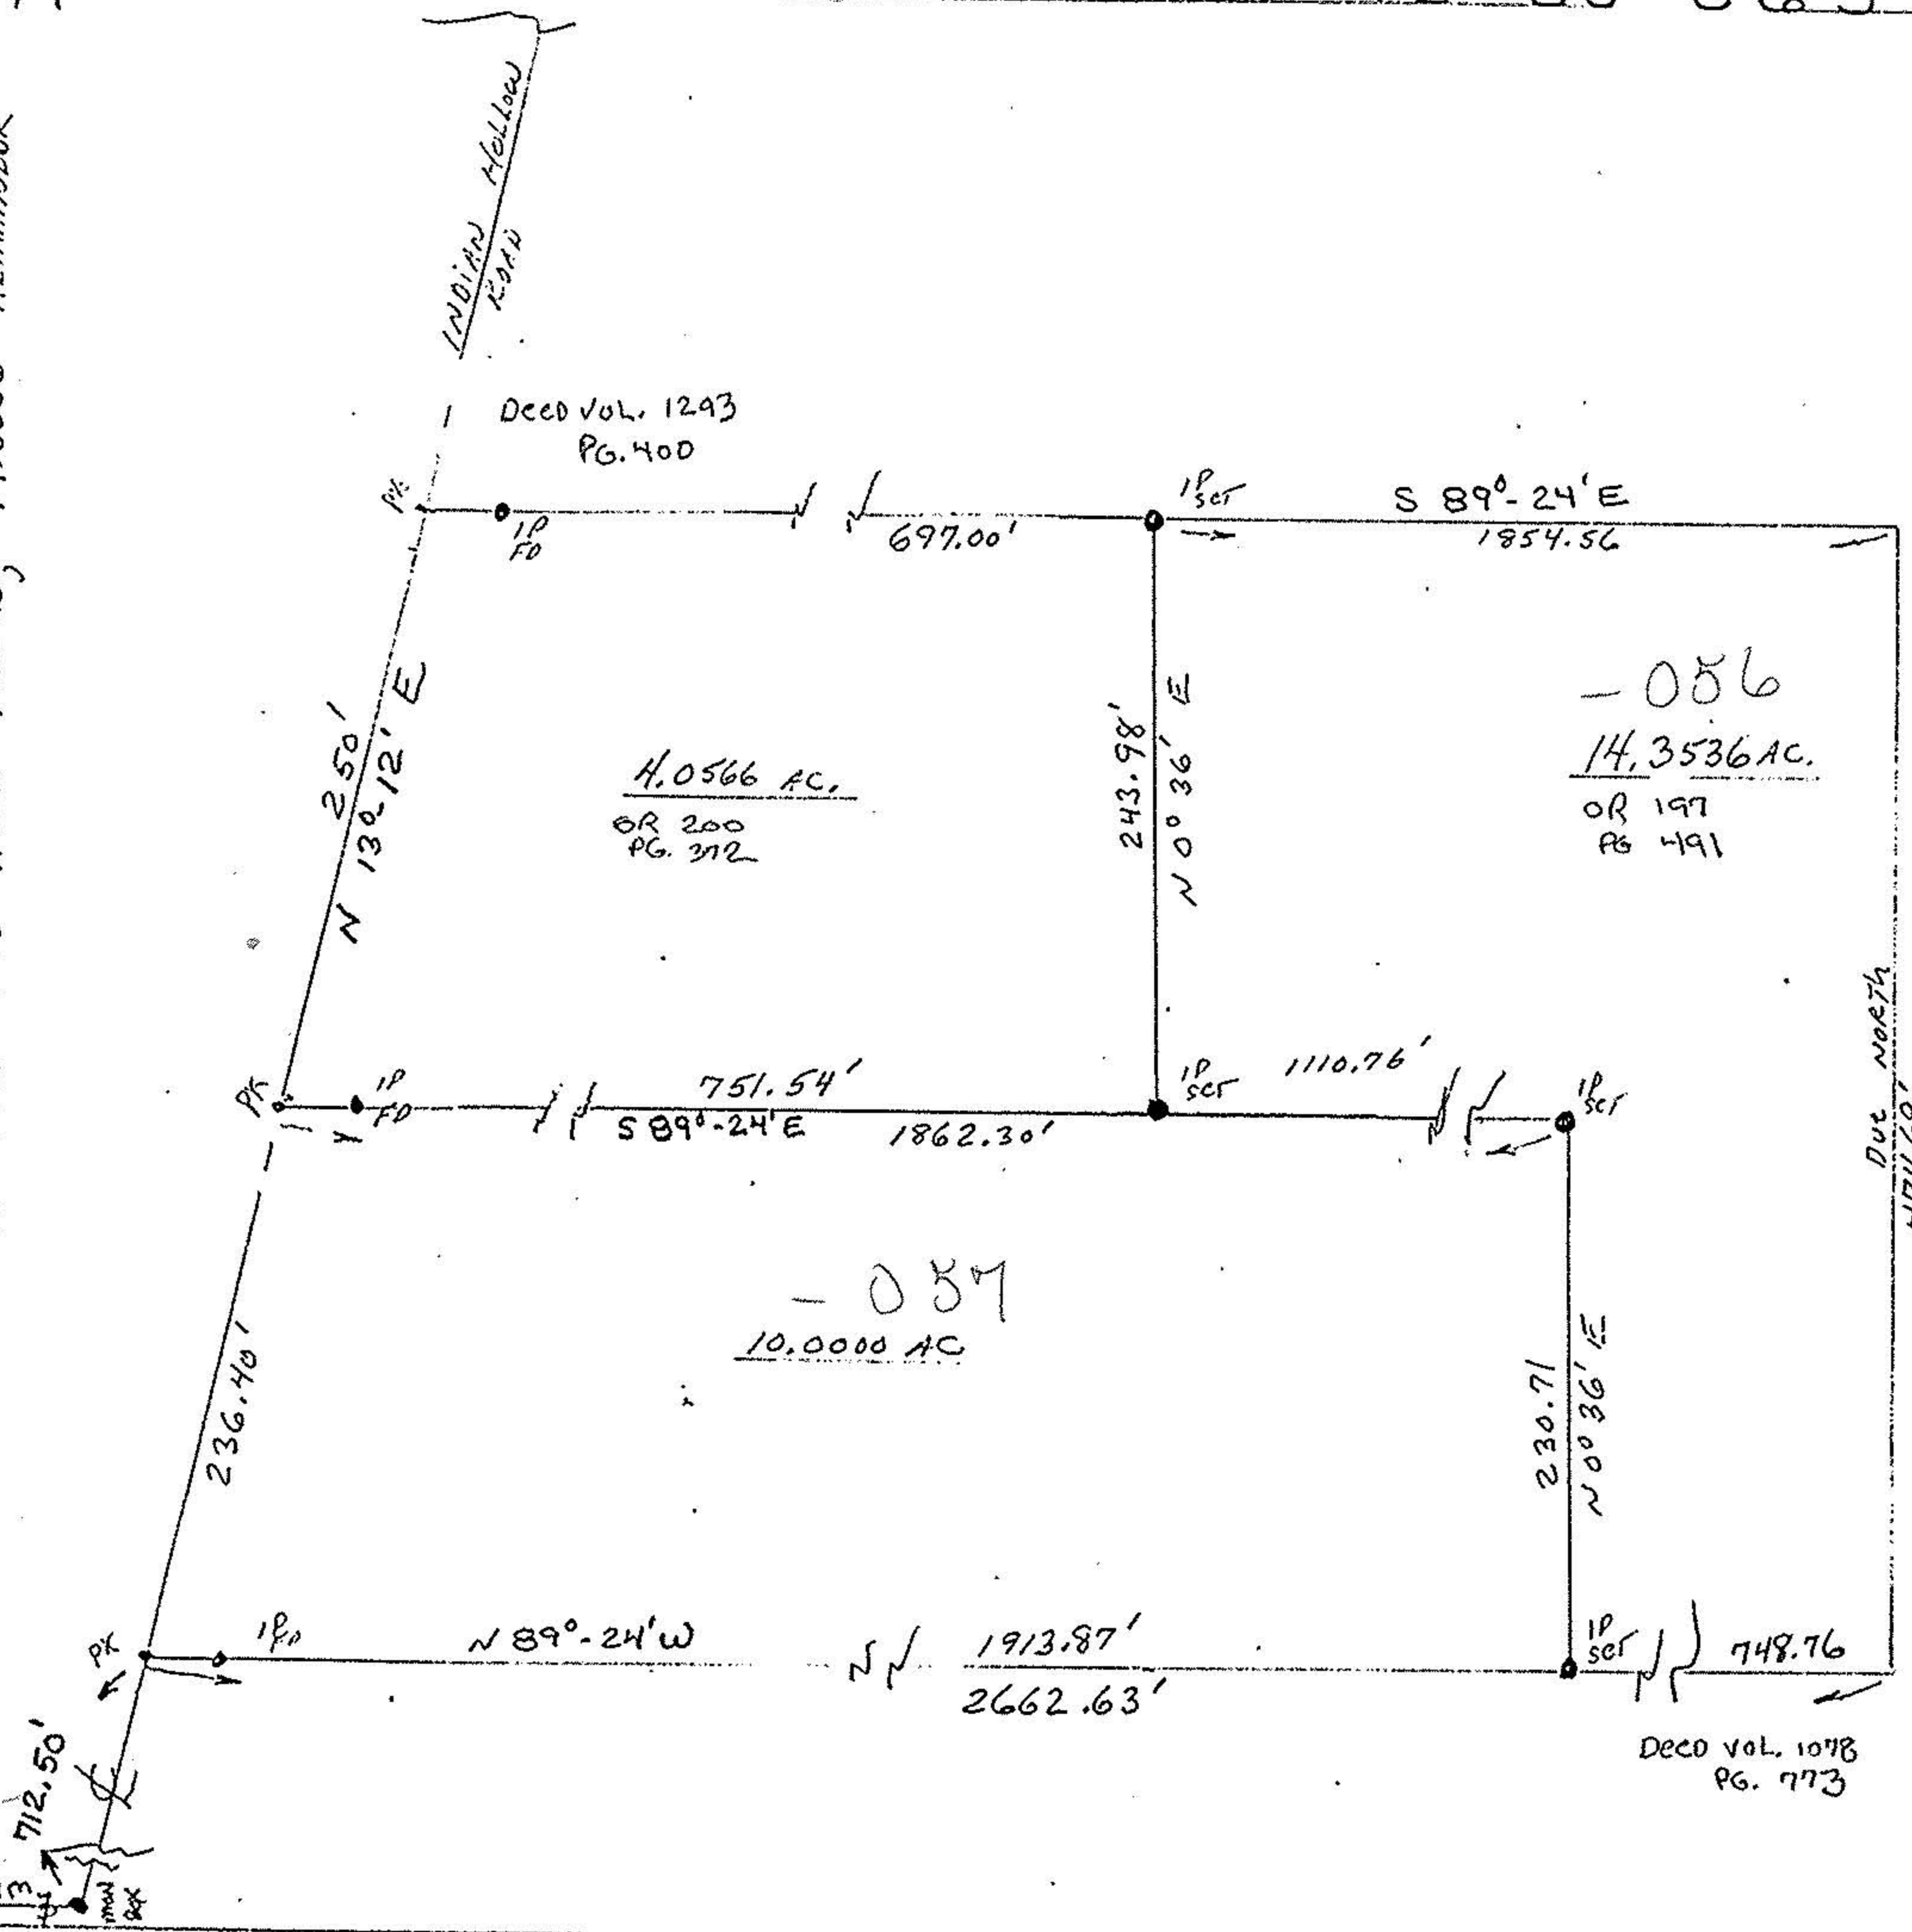 INDIAN HOLLOW
ROAD
Deed VOL. 1293
PG. 400
PK
IP
FD
697.00'
IP
SET
S 89°-24' E
1854.56
250'
N 13°-12' E
4.0566 AC.
OR 200
PG. 372
243.98'
N 0° 36' E
- 056
14.3536 AC.
OR 197
PG 491
DUE NORTH
PK
IP
FD
751.54'
S 89°-24' E
1862.30'
IP
SET
1110.76'
IP
SET
236.40'
- 057
10.0000 AC
230.71
N 0° 36' E
PK
IP FD
N 89°-24' W
1913.87'
2662.63'
IP
SET
748.76
Deed VOL. 1078
PG. 773
712.50'
MON
BOX